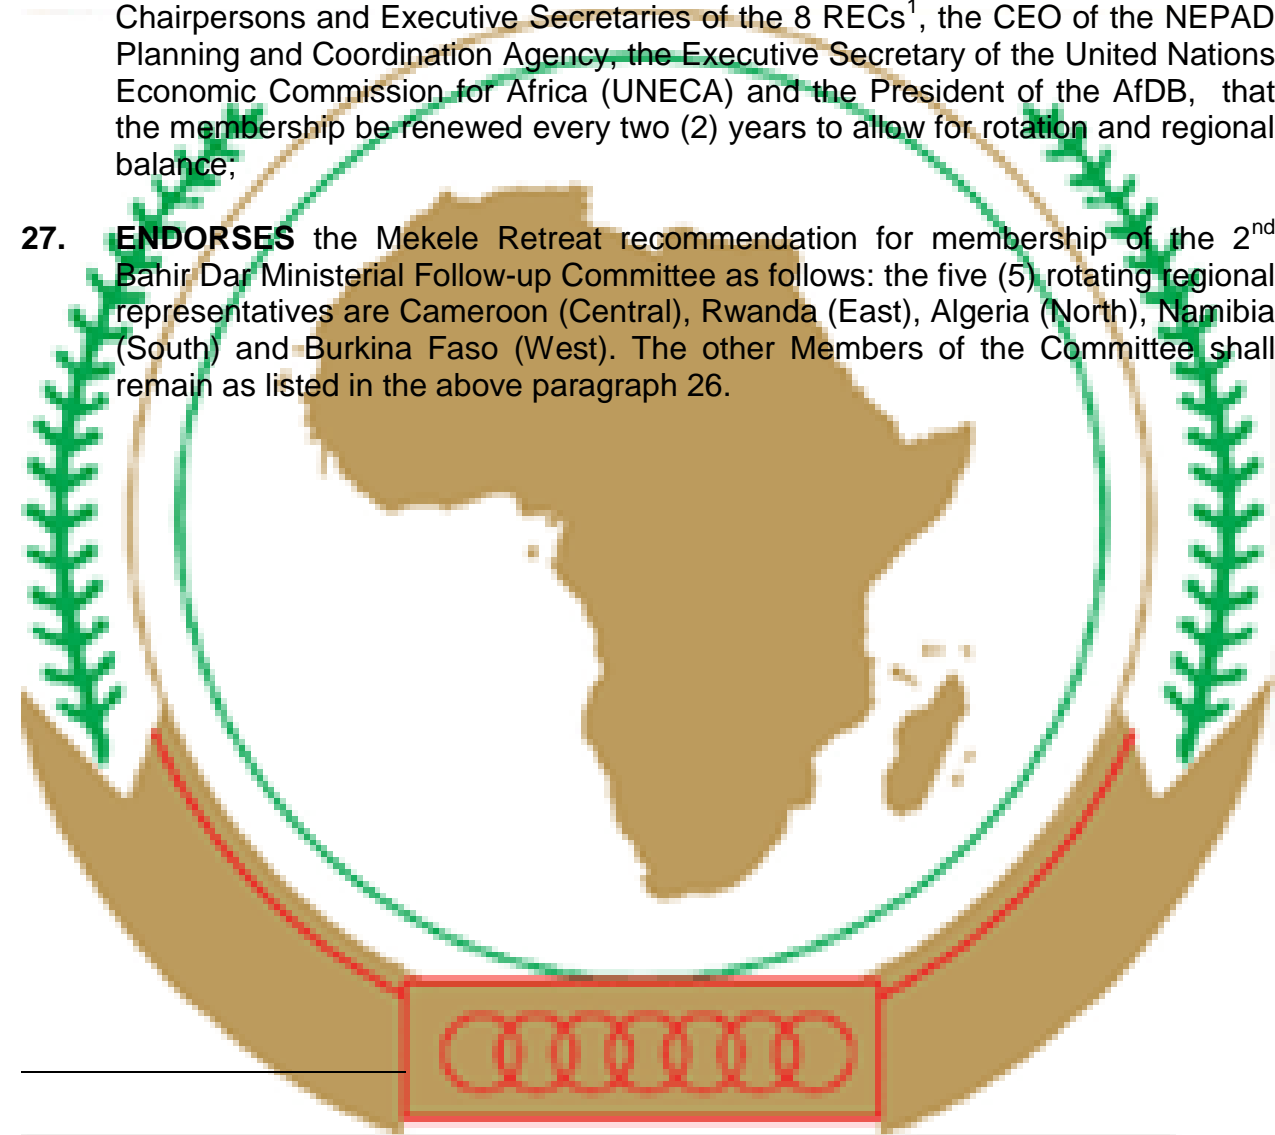 Chairpersons and Executive Secretaries of the 8 RECs¹, the CEO of the NEPAD
Planning and Coordination Agency, the Executive Secretary of the United Nations
Economic Commission for Africa (UNECA) and the President of the AfDB, that
the membership be renewed every two (2) years to allow for rotation and regional
balance;
27. ENDORSES the Mekele Retreat recommendation for membership of the 2nd
Bahir Dar Ministerial Follow-up Committee as follows: the five (5) rotating regional
representatives are Cameroon (Central), Rwanda (East), Algeria (North), Namibia
(South) and Burkina Faso (West). The other Members of the Committee shall
remain as listed in the above paragraph 26.